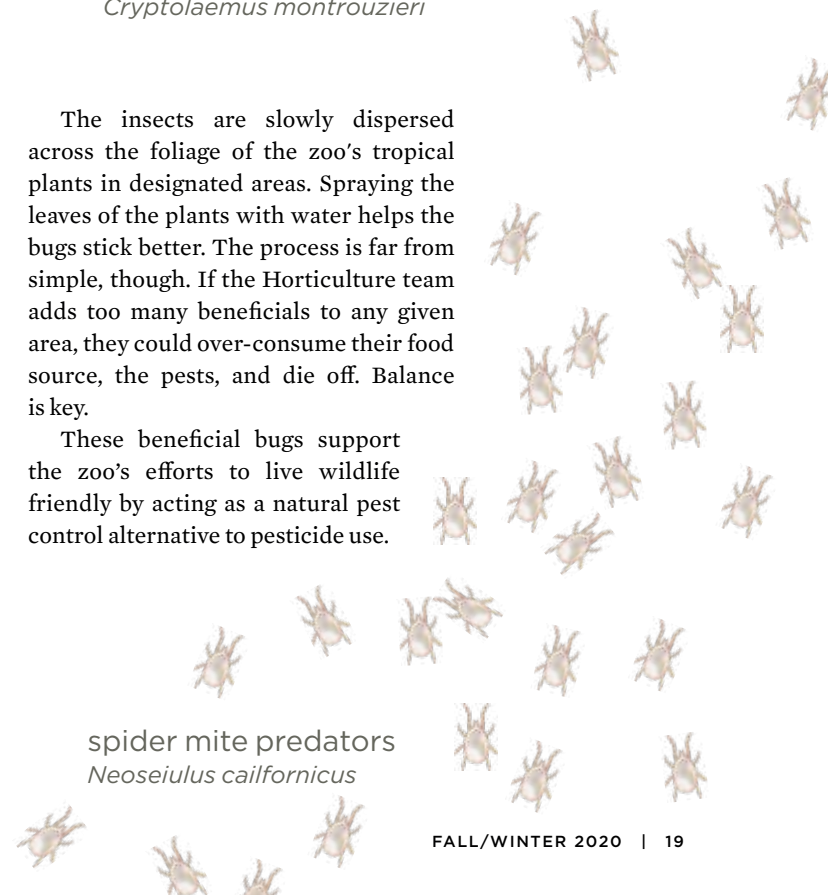 Cryptolaemus montrouzieri
The insects are slowly dispersed
across the foliage of the zoo's tropical
plants in designated areas. Spraying the
leaves of the plants with water helps the
bugs stick better. The process is far from
simple, though. If the Horticulture team
adds too many beneficials to any given
area, they could over-consume their food
source, the pests, and die off. Balance
is key.
These beneficial bugs support
the zoo’s efforts to live wildlife
friendly by acting as a natural pest
control alternative to pesticide use.
spider mite predators
Neoseiulus cailfornicus
FALL/WINTER 2020 | 19